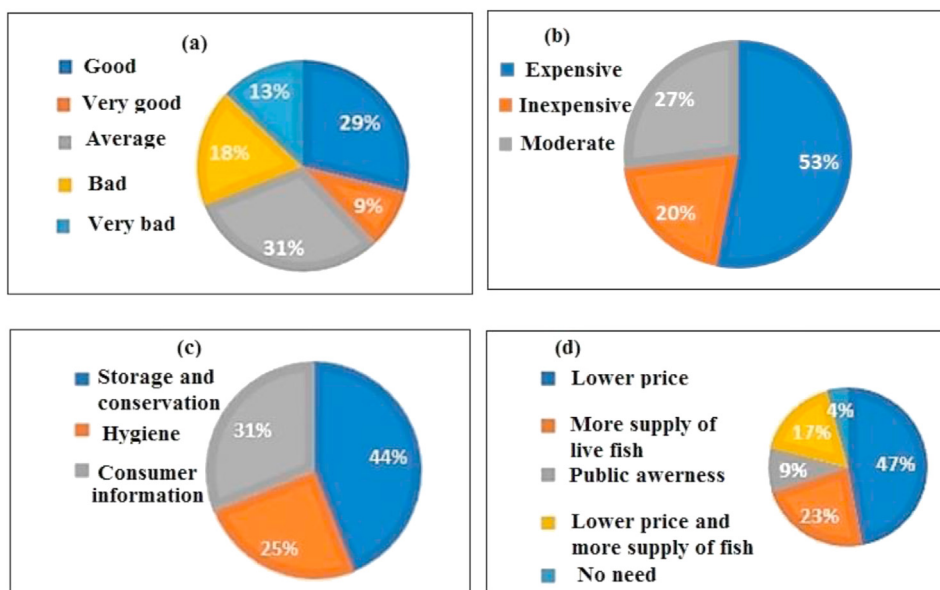 (a)
Good
Very good
Average
Bad
Very bad
13%
29%
18%
9%
31%
(b)
Expensive
Inexpensive
Moderate
27%
53%
20%
(c)
Storage and
conservation
Hygiene
Consumer
information
31%
44%
25%
(d)
Lower price
More supply of
live fish
Public awerness
Lower price and
more supply of fish
No need
4%
17%
47%
9%
23%